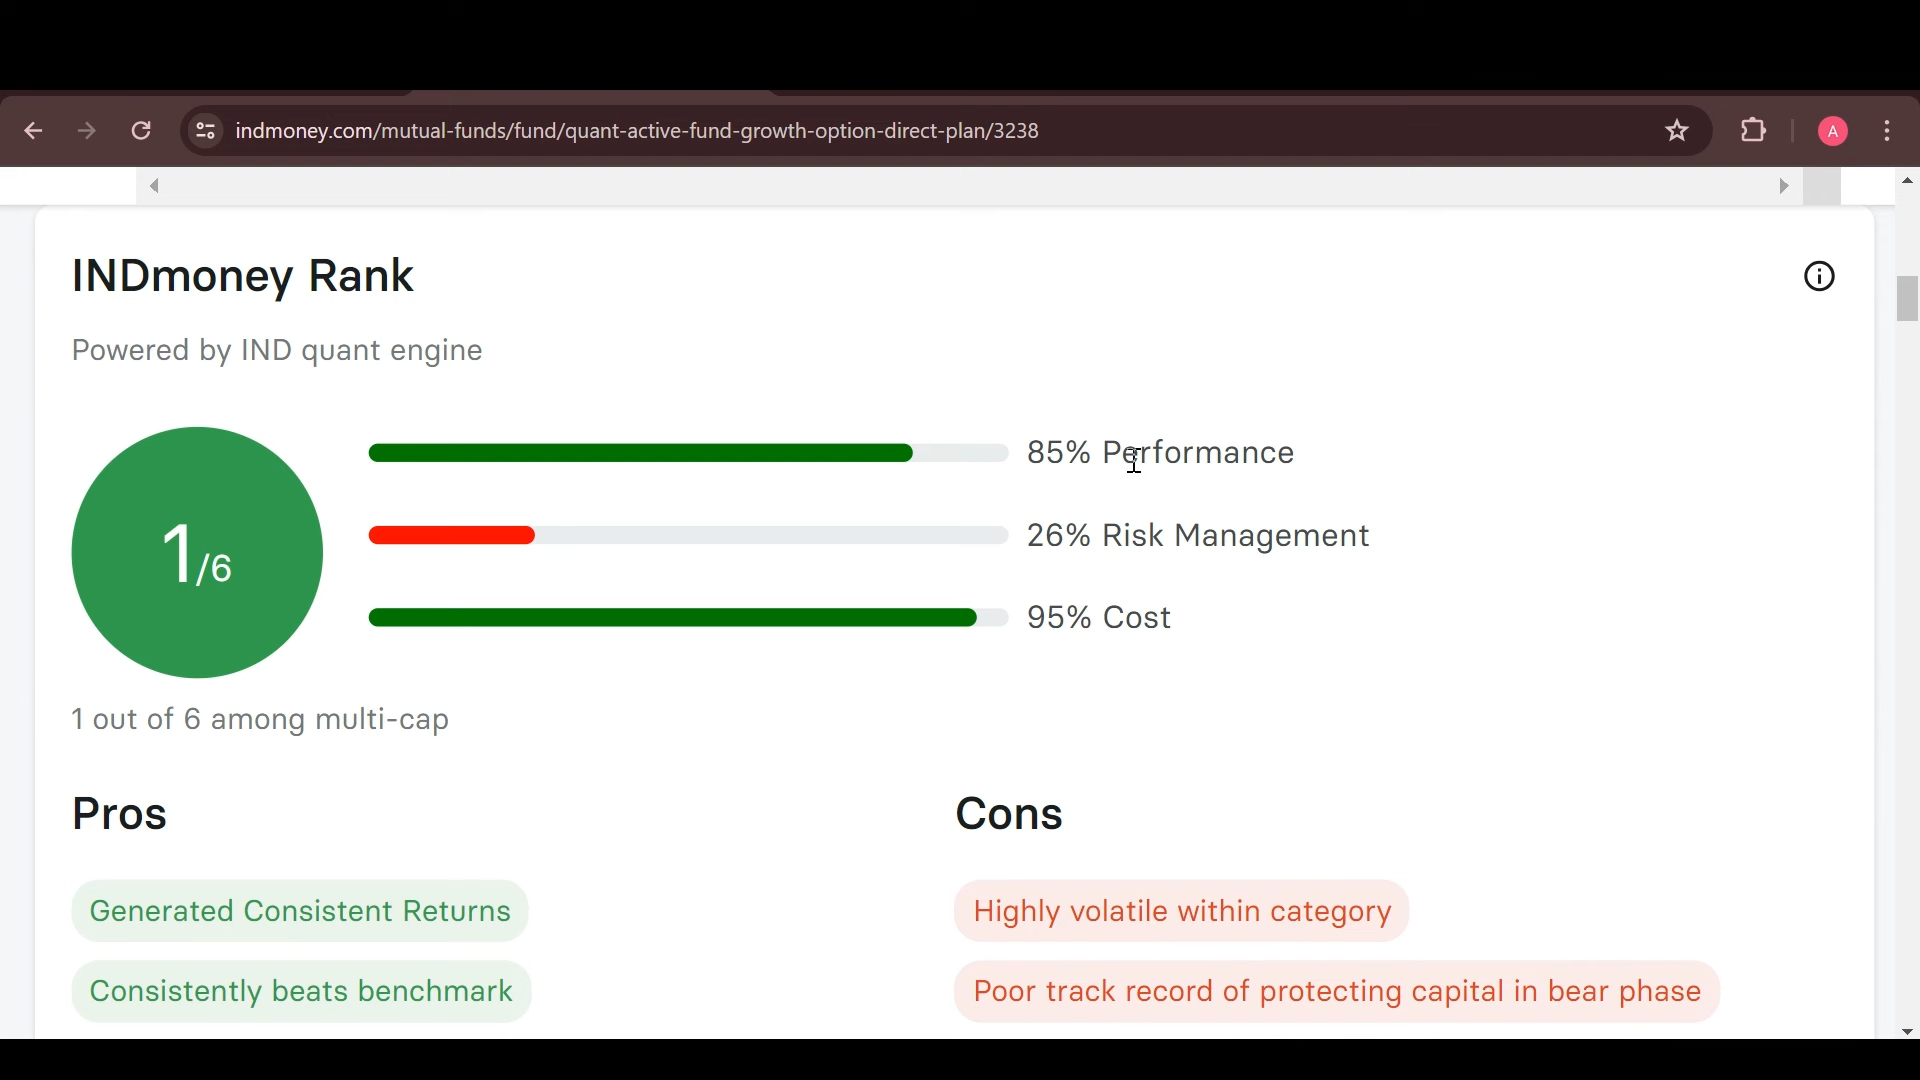 indmoney.com/mutual-funds/fund/quant-active-fund-growth-option-direct-plan/3238
A
INDmoney Rank
Powered by IND quant engine
1/6
85% Performance
26% Risk Management
95% Cost
1 out of 6 among multi-cap
Pros
Cons
Generated Consistent Returns
Highly volatile within category
Consistently beats benchmark
Poor track record of protecting capital in bear phase